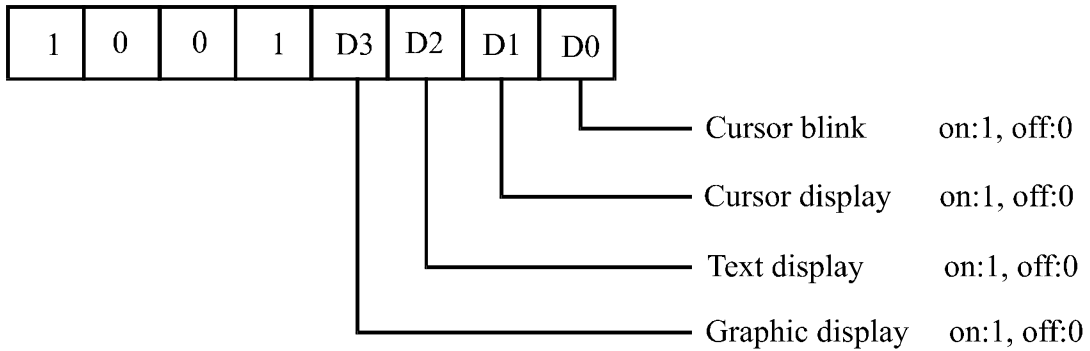 1 0 0 1 D3 D2 D1 D0
Cursor blink on:1, off:0
Cursor display on:1, off:0
Text display on:1, off:0
Graphic display on:1, off:0